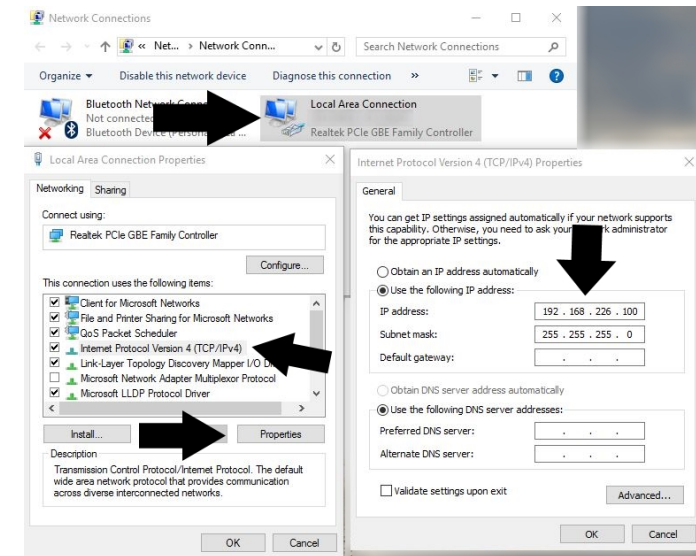 Network Connections
« Net... > Network Conn...
Search Network Connections
Organize
Disable this network device
Diagnose this connection
»
?
Bluetooth Network
Not connected
Bluetooth Device
Local Area Connection
Realtek PCIe GBE Family Controller
Local Area Connection Properties
Networking
Sharing
Connect using:
Realtek PCIe GBE Family Controller
Configure...
This connection uses the following items:
Client for Microsoft Networks
File and Printer Sharing for Microsoft Networks
QoS Packet Scheduler
Internet Protocol Version 4 (TCP/IPv4)
Link-Layer Topology Discovery Mapper I/O
Microsoft Network Adapter Multiplexor Protocol
Microsoft LLDP Protocol Driver
Install...
Properties
Description
Transmission Control Protocol/Internet Protocol. The default
wide area network protocol that provides communication
across diverse interconnected networks.
OK
Cancel
Internet Protocol Version 4 (TCP/IPv4) Properties
General
You can get IP settings assigned automatically if your network supports
this capability. Otherwise, you need to ask your administrator
for the appropriate IP settings.
Obtain an IP address automatically
Use the following IP address:
IP address:
192 . 168 . 226 . 100
Subnet mask:
255 . 255 . 255 . 0
Default gateway:
. . .
Obtain DNS server address automatically
Use the following DNS server addresses:
Preferred DNS server:
. . .
Alternate DNS server:
. . .
Validate settings upon exit
Advanced...
OK
Cancel